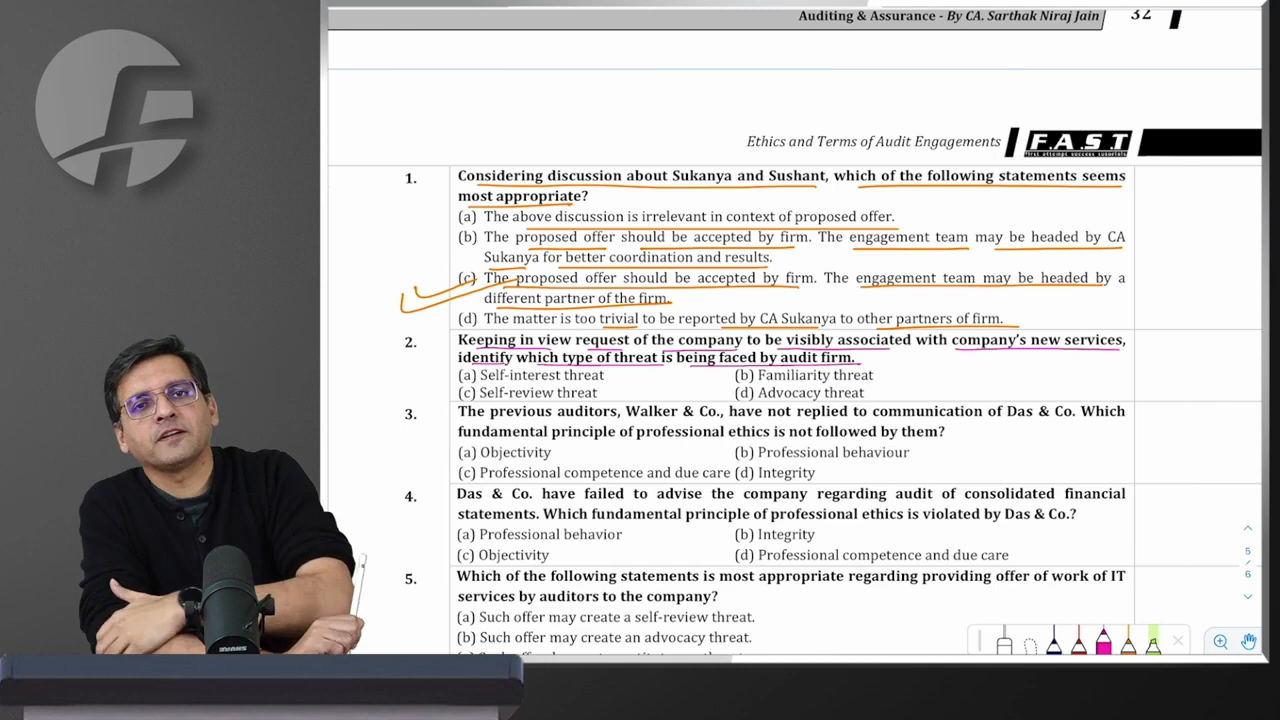 Auditing & Assurance - By CA. Sarthak Niraj Jain 32
Ethics and Terms of Audit Engagements F.A.S.T
first attempt success tutorials
1. Considering discussion about Sukanya and Sushant, which of the following statements seems
most appropriate?
(a) The above discussion is irrelevant in context of proposed offer.
(b) The proposed offer should be accepted by firm. The engagement team may be headed by CA
Sukanya for better coordination and results.
(c) The proposed offer should be accepted by firm. The engagement team may be headed by a
different partner of the firm.
(d) The matter is too trivial to be reported by CA Sukanya to other partners of firm.
2. Keeping in view request of the company to be visibly associated with company's new services,
identify which type of threat is being faced by audit firm.
(a) Self-interest threat (b) Familiarity threat
(c) Self-review threat (d) Advocacy threat
3. The previous auditors, Walker & Co., have not replied to communication of Das & Co. Which
fundamental principle of professional ethics is not followed by them?
(a) Objectivity (b) Professional behaviour
(c) Professional competence and due care (d) Integrity
4. Das & Co. have failed to advise the company regarding audit of consolidated financial
statements. Which fundamental principle of professional ethics is violated by Das & Co.?
(a) Professional behavior (b) Integrity
(c) Objectivity (d) Professional competence and due care
5. Which of the following statements is most appropriate regarding providing offer of work of IT
services by auditors to the company?
(a) Such offer may create a self-review threat.
(b) Such offer may create an advocacy threat.
5
/
6